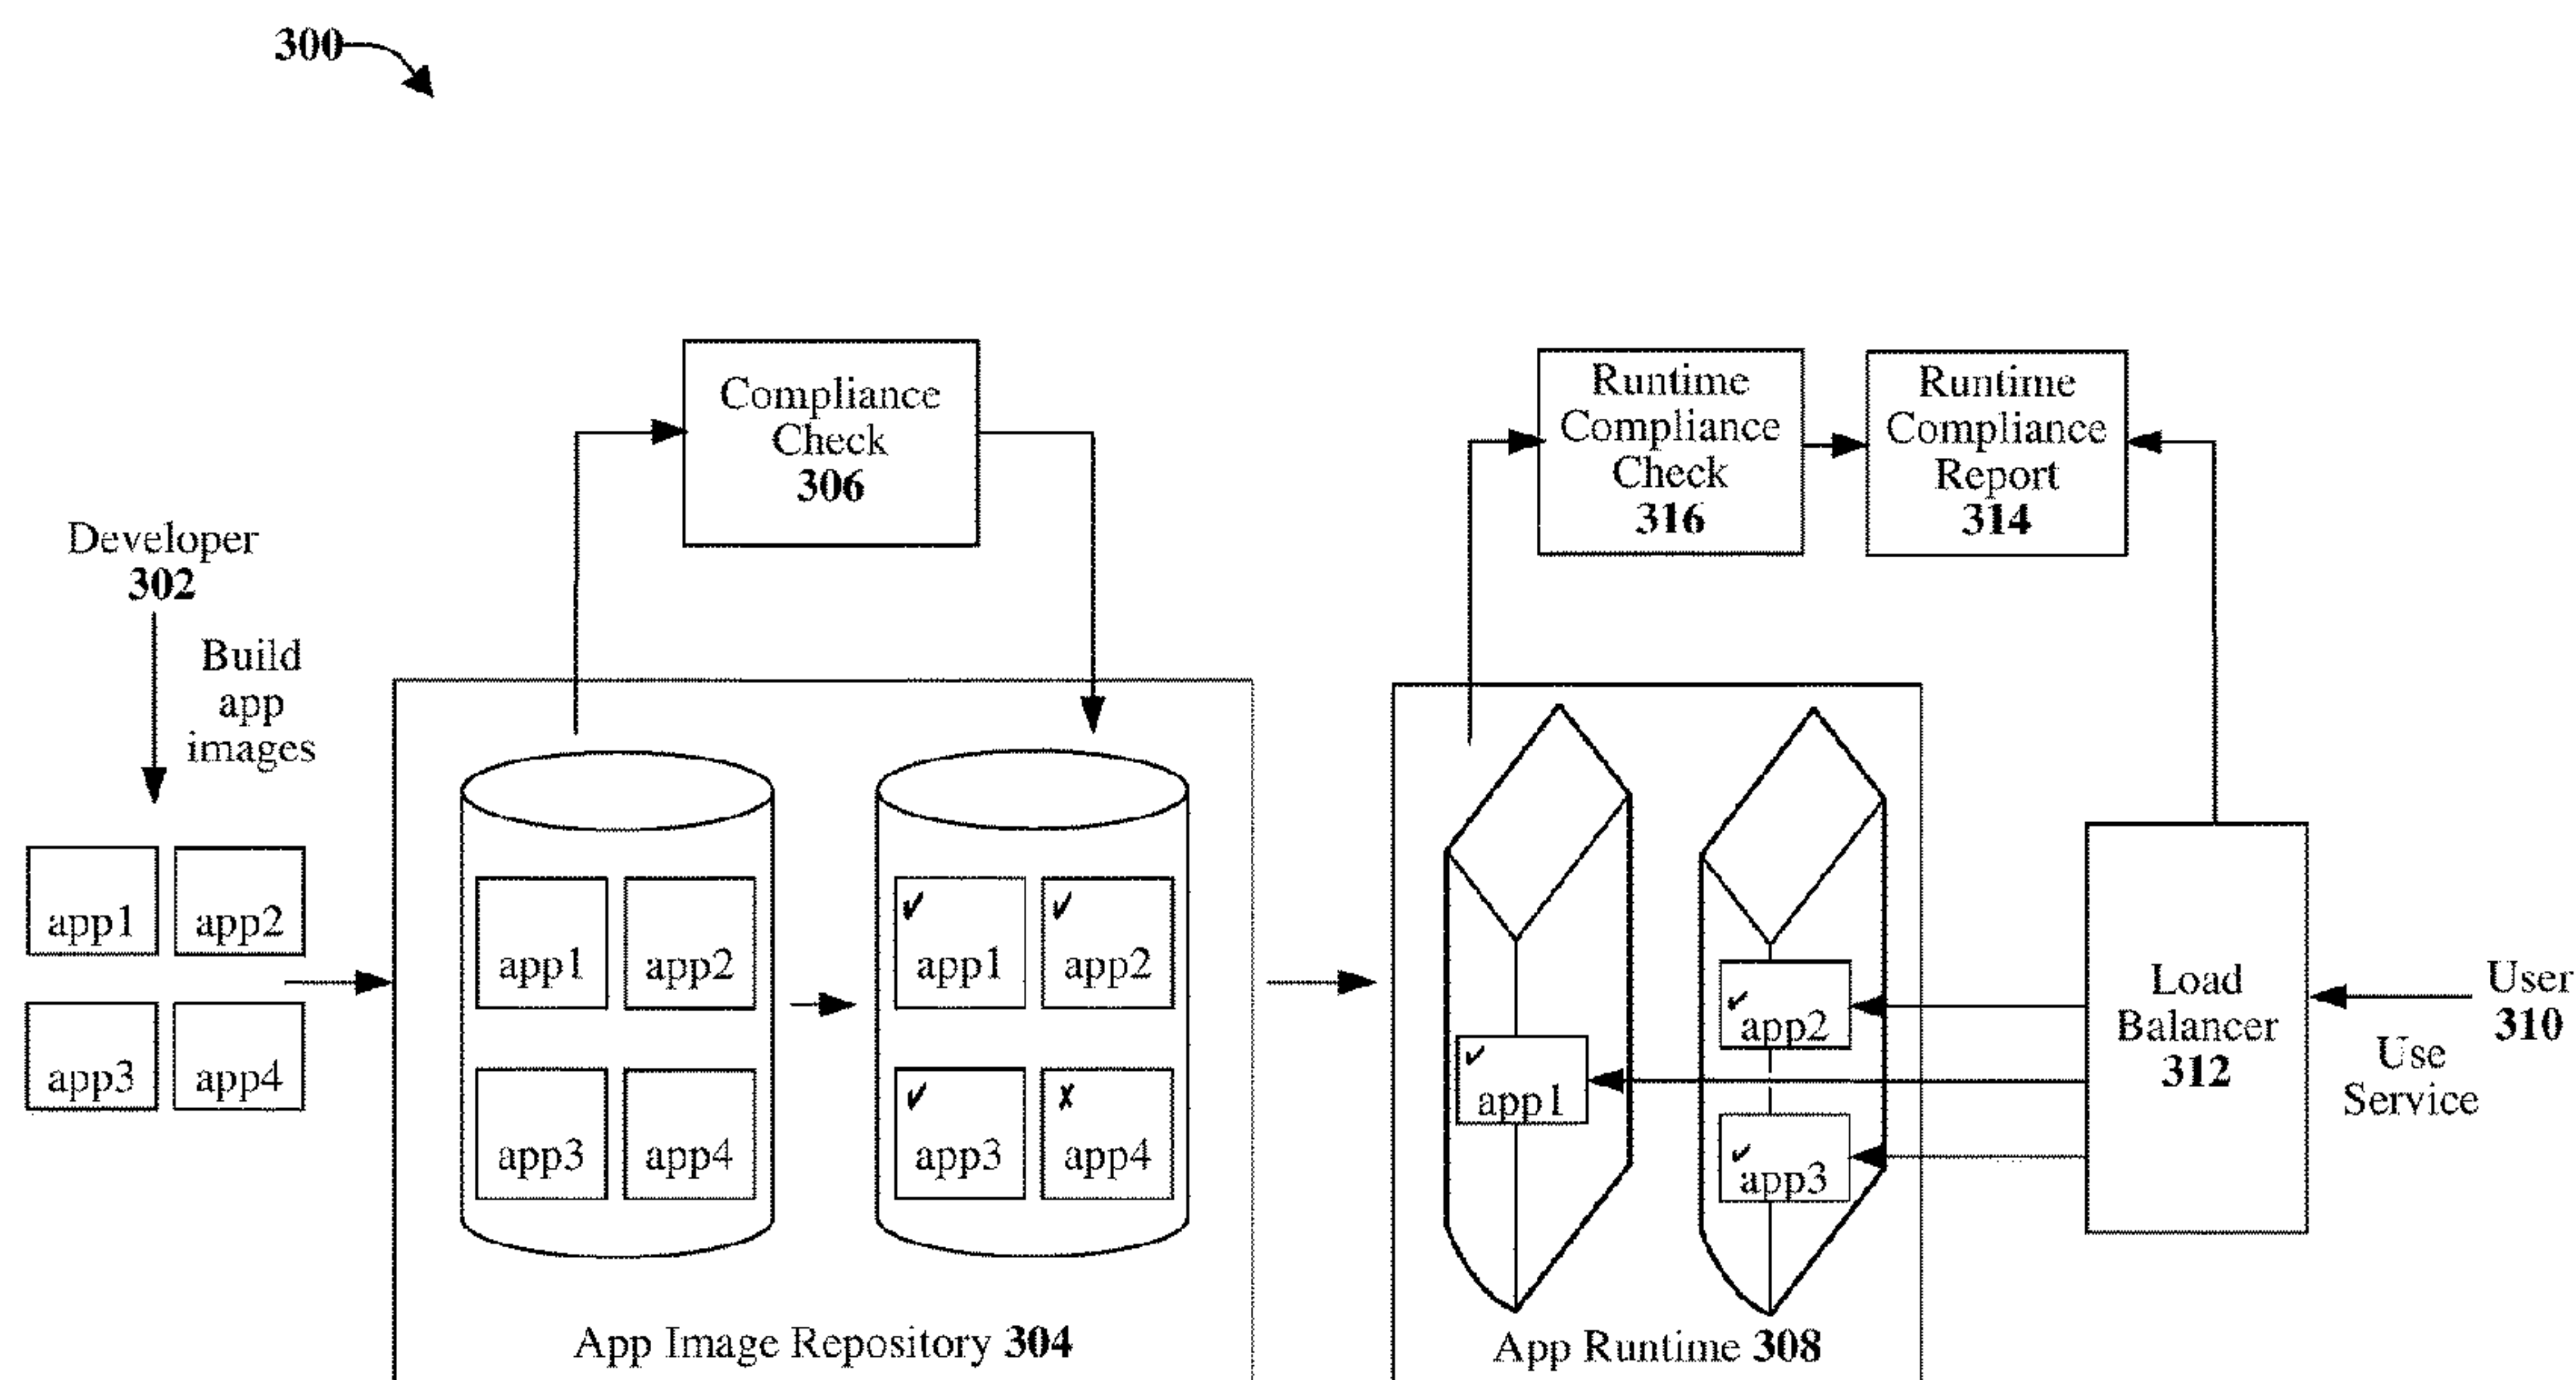 300
Compliance
Check
306
Runtime
Compliance
Check
316
Runtime
Compliance
Report
314
Developer
302
Build
app
images
app1
app2
app3
app4
app1
app2
app3
app4
✓
app1
✓
app2
✓
app3
✗
app4
App Image Repository 304
✓
app1
✓
app2
✓
app3
App Runtime 308
Load
Balancer
312
User
310
Use
Service